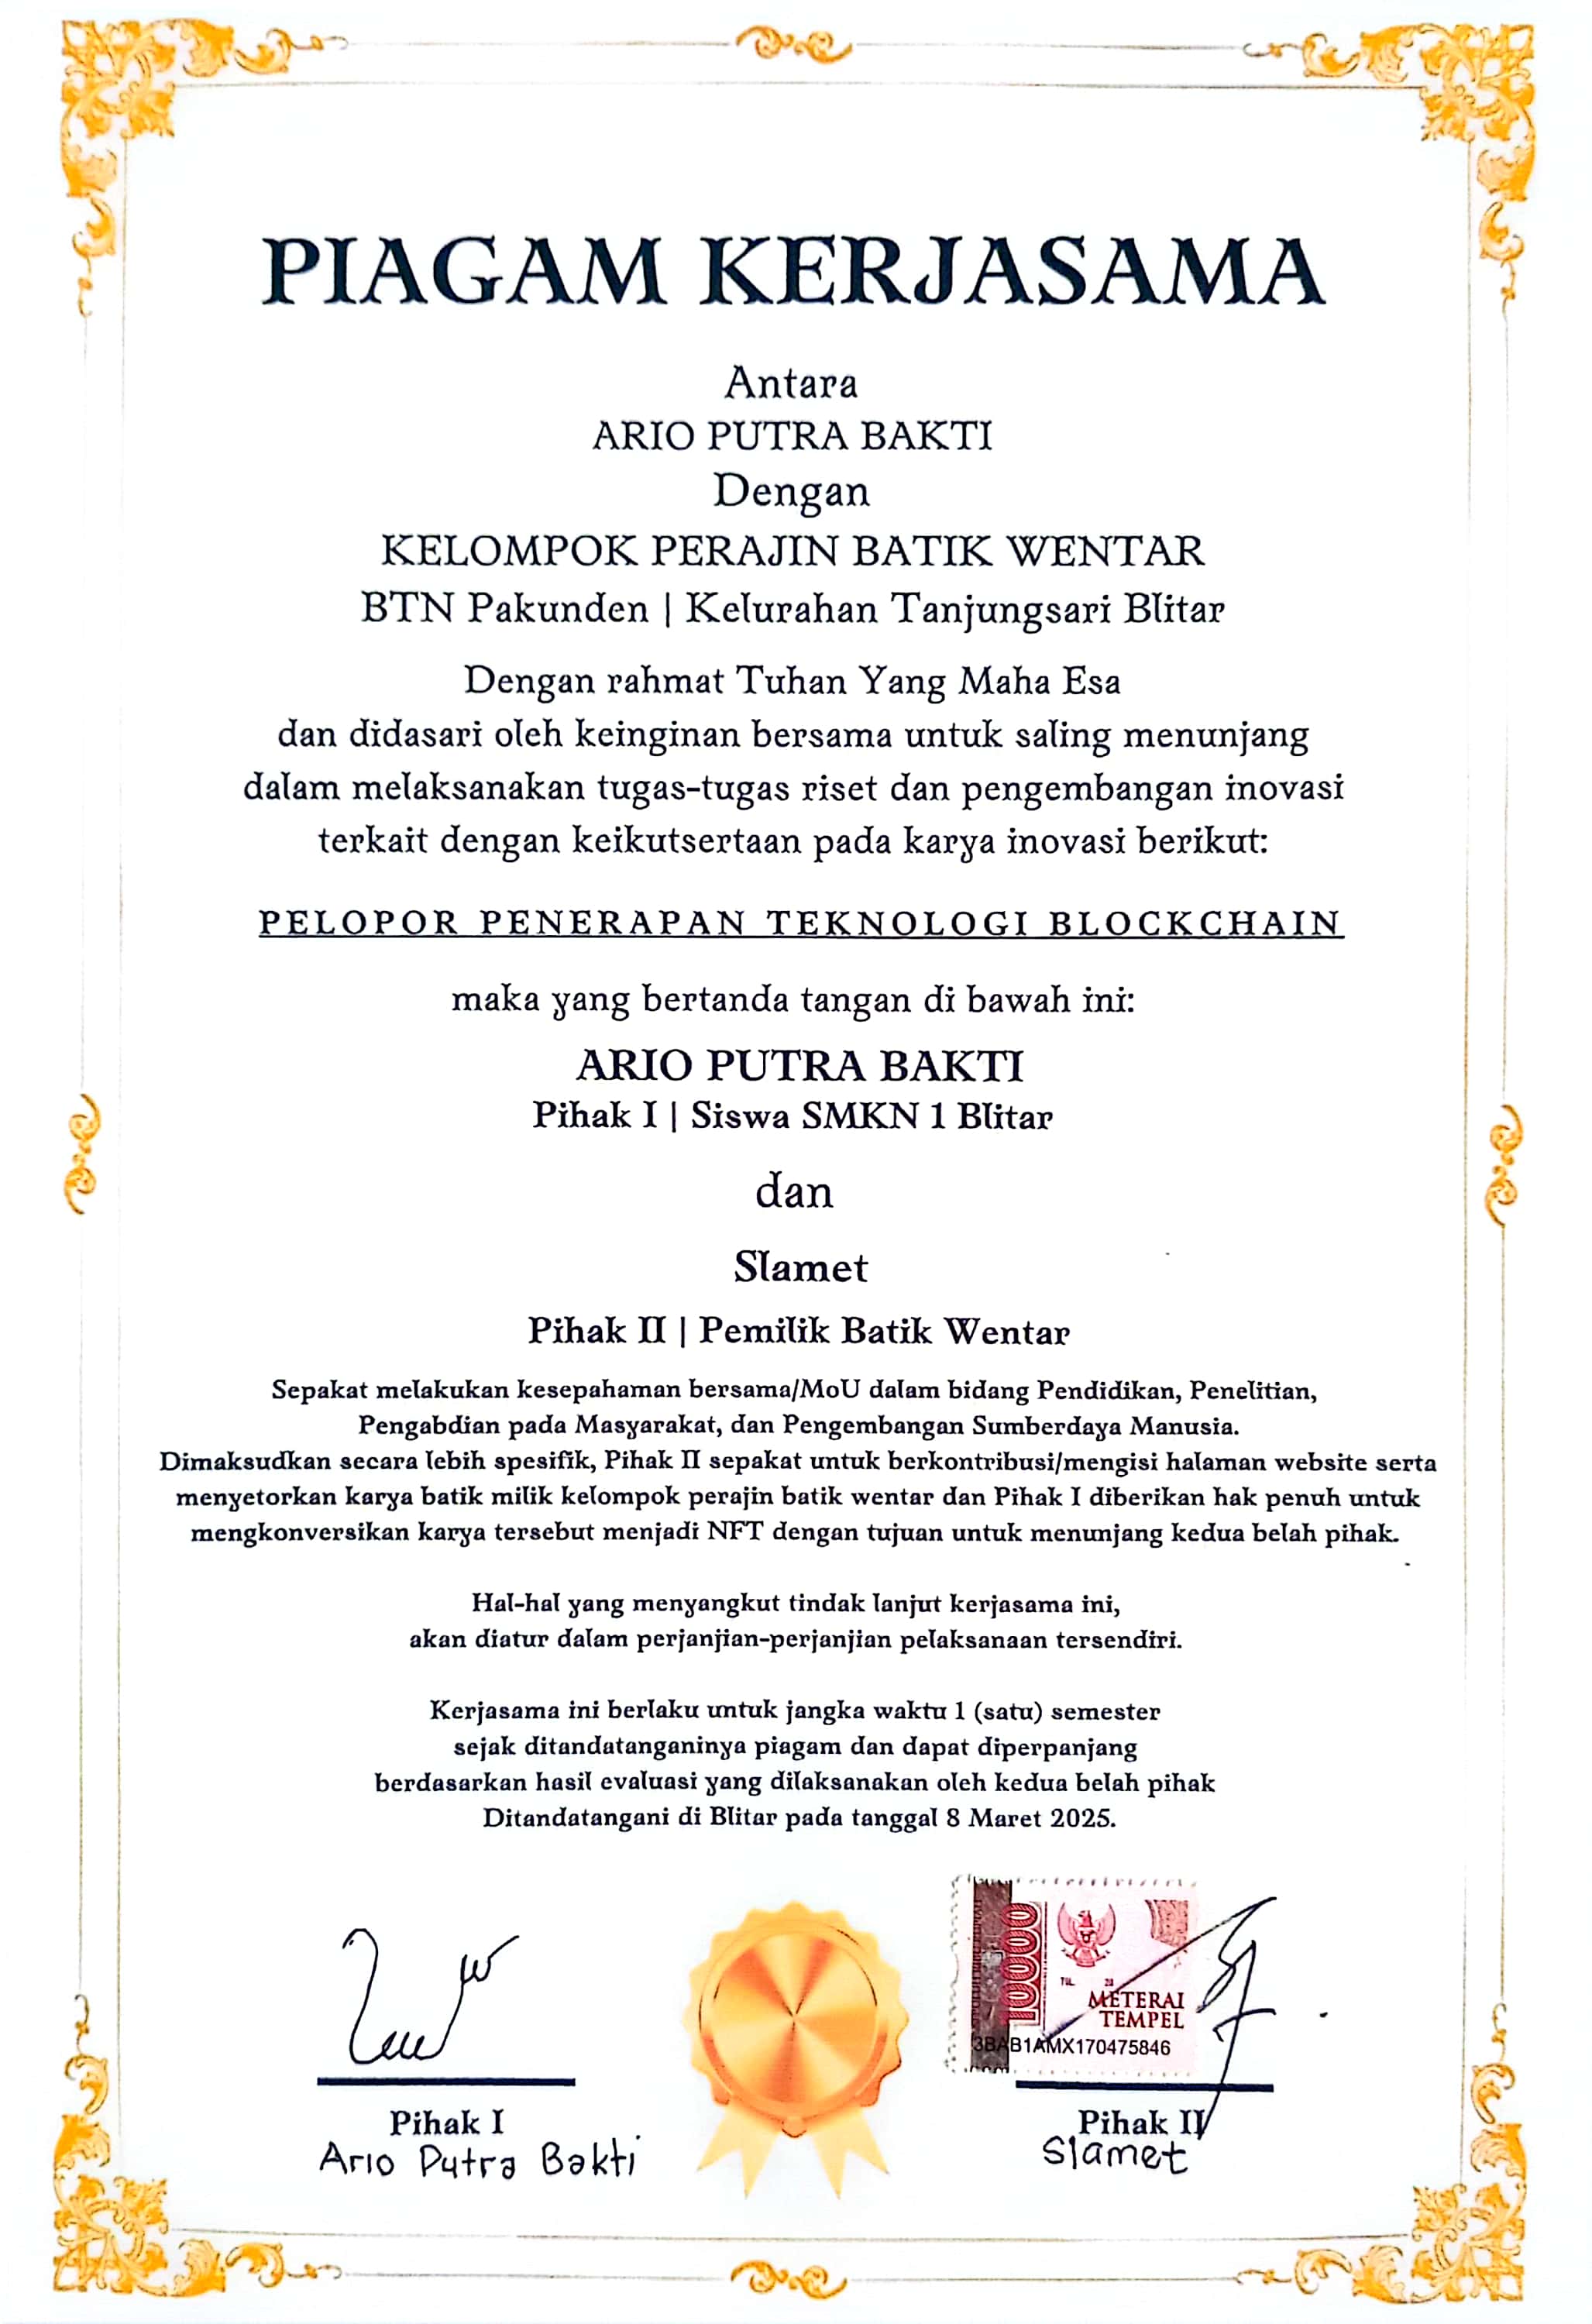 PIAGAM KERJASAMA
Antara
ARIO PUTRA BAKTI
Dengan
KELOMPOK PERAJIN BATIK WENTAR
BTN Pakunden | Kelurahan Tanjungsari Blitar
Dengan rahmat Tuhan Yang Maha Esa
dan didasari oleh keinginan bersama untuk saling menunjang
dalam melaksanakan tugas-tugas riset dan pengembangan inovasi
terkait dengan keikutsertaan pada karya inovasi berikut:
PELOPOR PENERAPAN TEKNOLOGI BLOCKCHAIN
maka yang bertanda tangan di bawah ini:
ARIO PUTRA BAKTI
Pihak I | Siswa SMKN 1 Blitar
dan
Slamet
Pihak II | Pemilik Batik Wentar
Sepakat melakukan kesepahaman bersama/MoU dalam bidang Pendidikan, Penelitian,
Pengabdian pada Masyarakat, dan Pengembangan Sumberdaya Manusia.
Dimaksudkan secara lebih spesifik, Pihak II sepakat untuk berkontribusi/mengisi halaman website serta
menyetorkan karya batik milik kelompok perajin batik wentar dan Pihak I diberikan hak penuh untuk
mengkonversikan karya tersebut menjadi NFT dengan tujuan untuk menunjang kedua belah pihak.
Hal-hal yang menyangkut tindak lanjut kerjasama ini,
akan diatur dalam perjanjian-perjanjian pelaksanaan tersendiri.
Kerjasama ini berlaku untuk jangka waktu 1 (satu) semester
sejak ditandatanganinya piagam dan dapat diperpanjang
berdasarkan hasil evaluasi yang dilaksanakan oleh kedua belah pihak
Ditandatangani di Blitar pada tanggal 8 Maret 2025.
10000
TGL. 20
METERAI
TEMPEL
3BAB1AMX170475846
Pihak I
Ario Putra Bakti
Pihak II
Slamet